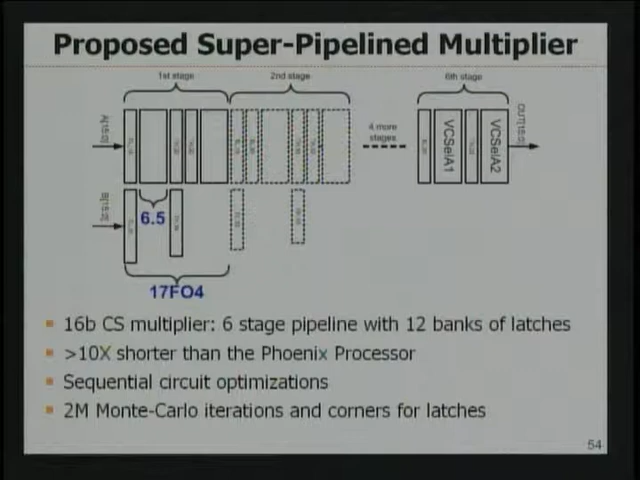 Proposed Super-Pipelined Multiplier
1st stage
2nd stage
6th stage
A[15:0]
4 more
stages
VCSelA1
VCSelA2
OUT[15:0]
B[15:0]
6.5
17FO4
16b CS multiplier: 6 stage pipeline with 12 banks of latches
>10X shorter than the Phoenix Processor
Sequential circuit optimizations
2M Monte-Carlo iterations and corners for latches
54